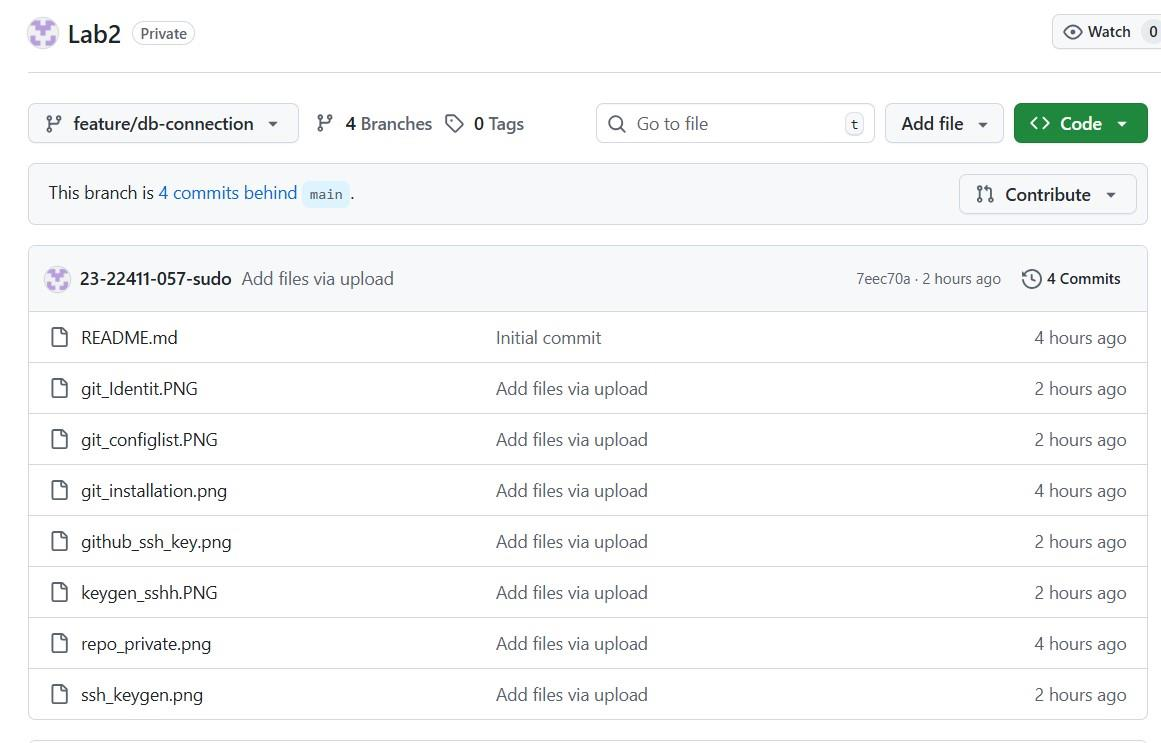 Lab2 Private Watch 0
feature/db-connection 4 Branches 0 Tags Go to file t Add file Code
This branch is 4 commits behind main . Contribute
23-22411-057-sudo Add files via upload 7eec70a · 2 hours ago 4 Commits
README.md Initial commit 4 hours ago
git_Identit.PNG Add files via upload 2 hours ago
git_configlist.PNG Add files via upload 2 hours ago
git_installation.png Add files via upload 4 hours ago
github_ssh_key.png Add files via upload 2 hours ago
keygen_sshh.PNG Add files via upload 2 hours ago
repo_private.png Add files via upload 4 hours ago
ssh_keygen.png Add files via upload 2 hours ago